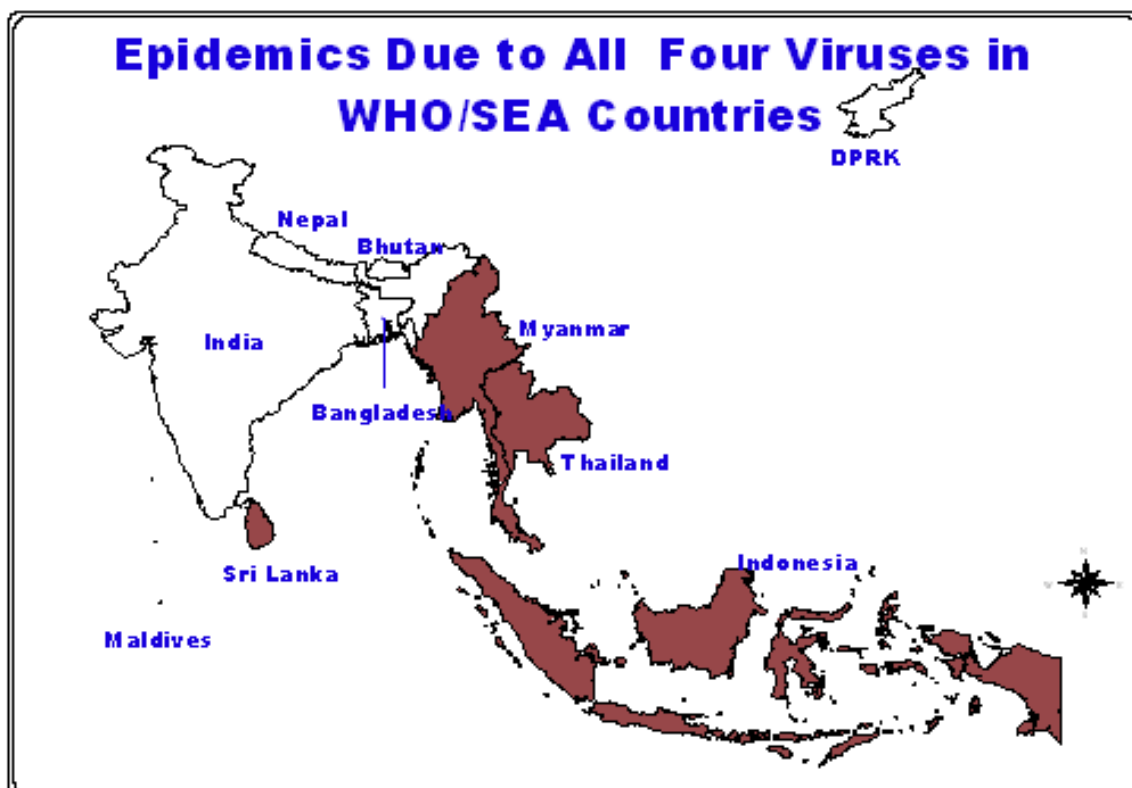 Epidemics Due to All Four Viruses in
WHO/SEA Countries
DPRK
Nepal
Bhutan
Myanmar
India
Bangladesh
Thailand
Indonesia
Sri Lanka
Maldives